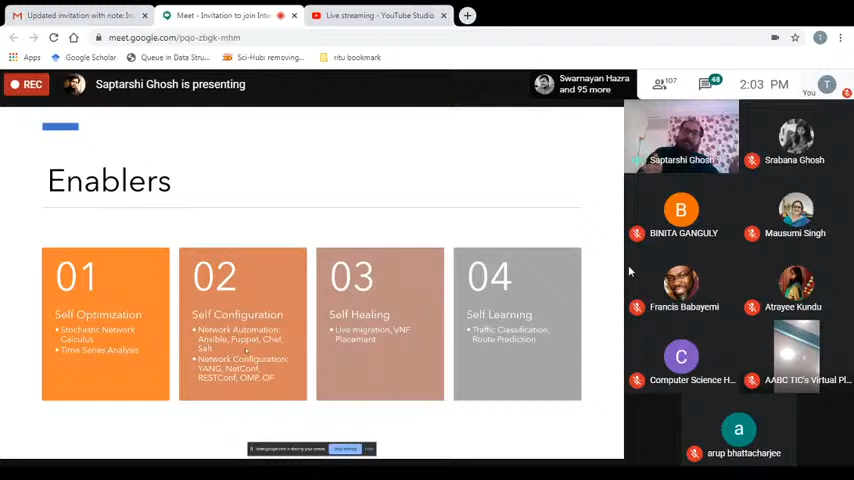 Updated invitation with note: In
Meet - Invitation to join Inte
Live streaming - YouTube Studio
meet.google.com/pqo-zbgk-mhm
T
Apps
Google Scholar
Queue in Data Stru...
Sci-Hub: removing...
ritu bookmark
REC
Saptarshi Ghosh is presenting
Swarnayan Hazra
and 95 more
107
48
2:03 PM
You
T
Enablers
01
Self Optimization
• Stochastic Network
Calculus
• Time Series Analysis
02
Self Configuration
• Network Automation:
Ansible, Puppet, Chef,
Salt
• Network Configuration:
YANG, NetConf,
RESTConf, OMP, OF
03
Self Healing
• Live migration, VNF
Placement
04
Self Learning
• Traffic Classification,
Route Prediction
Saptarshi Ghosh
Srabana Ghosh
B
BINITA GANGULY
Mausumi Singh
Francis Babayemi
Atrayee Kundu
C
Computer Science H...
AABC TIC's Virtual Pl...
a
arup bhattacharjee